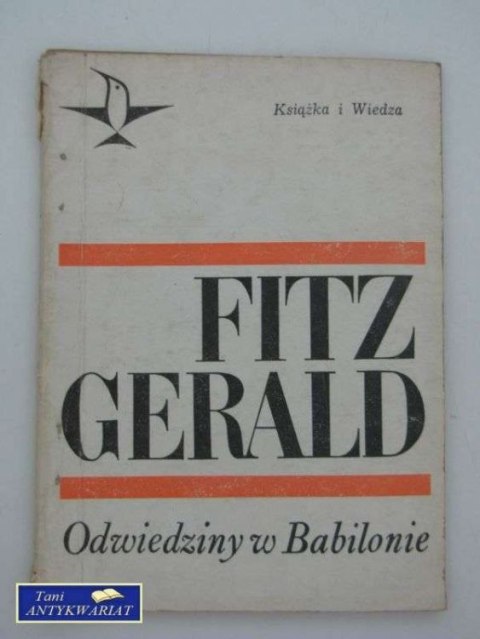 Książka i Wiedza
FITZ
GERALD
Odwiedziny w Babilonie
Tani
ANTYKWARIAT